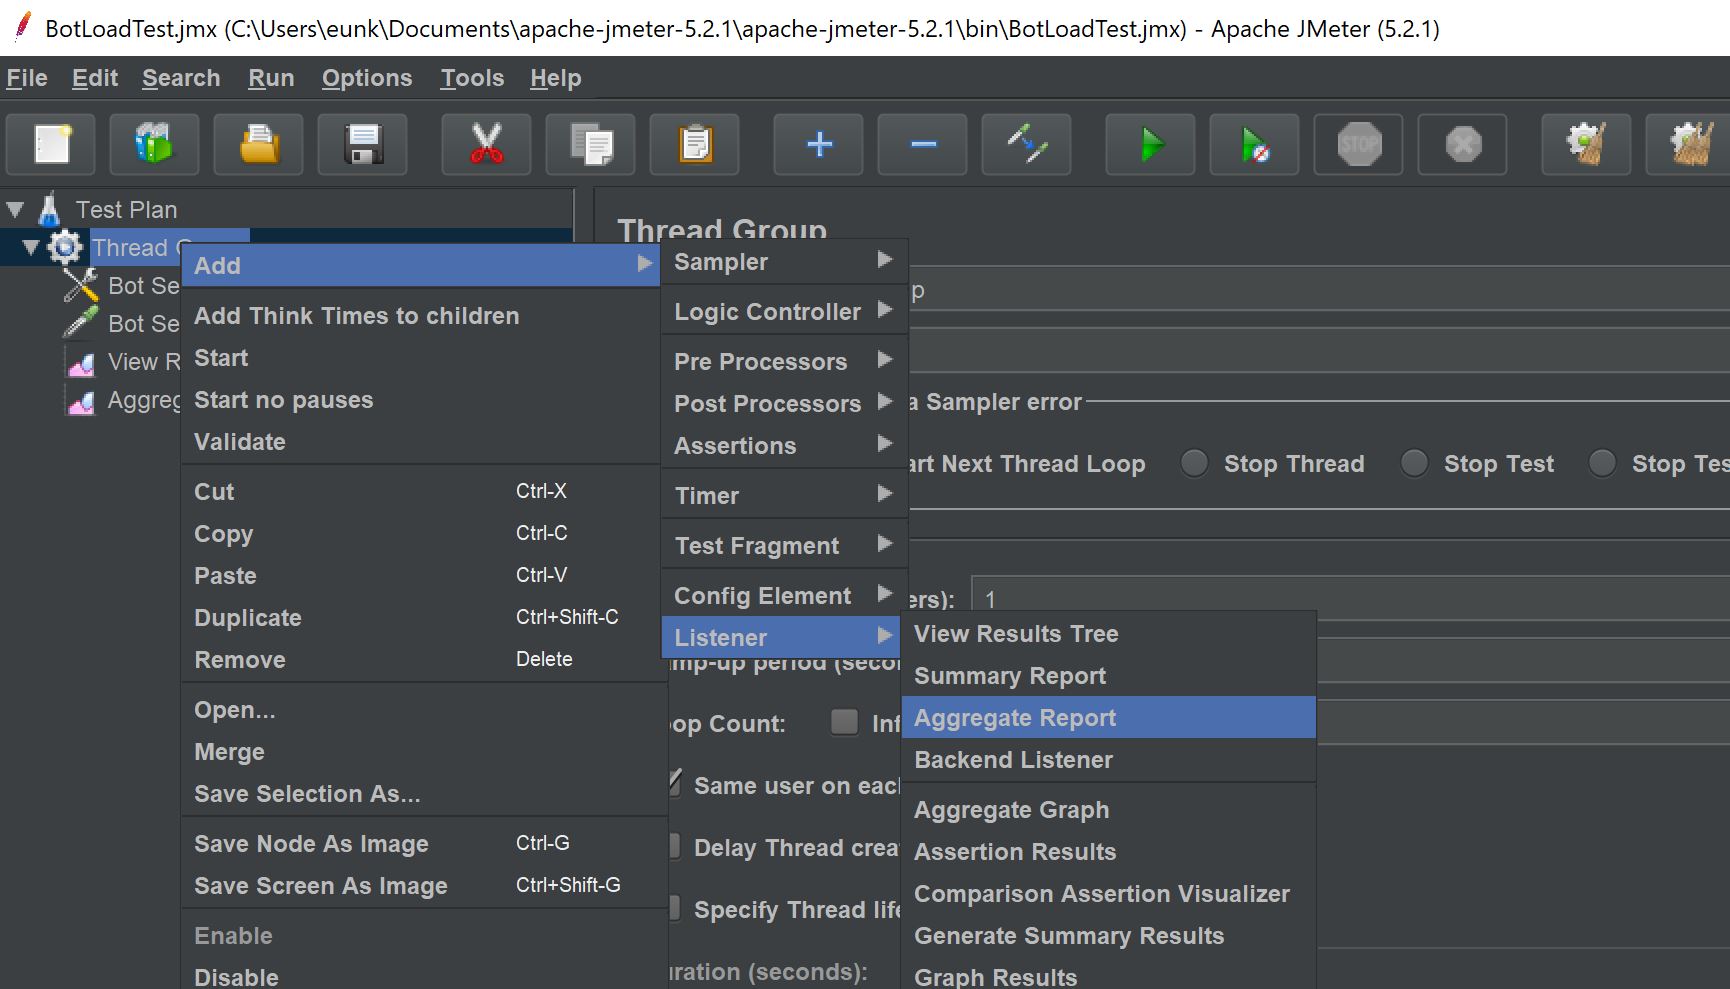 BotLoadTest.jmx (C:\Users\eunk\Documents\apache-jmeter-5.2.1\apache-jmeter-5.2.1\bin\BotLoadTest.jmx) - Apache JMeter (5.2.1)
File Edit Search Run Options Tools Help
STOP
Test Plan
Thread G
Bot Se
Bot Se
View R
Aggreg
Add
Add Think Times to children
Start
Start no pauses
Validate
Cut Ctrl-X
Copy Ctrl-C
Paste Ctrl-V
Duplicate Ctrl+Shift-C
Remove Delete
Open...
Merge
Save Selection As...
Save Node As Image Ctrl-G
Save Screen As Image Ctrl+Shift-G
Enable
Disable
Sampler
Logic Controller
Pre Processors
Post Processors
Assertions
Timer
Test Fragment
Config Element
Listener
View Results Tree
Summary Report
Aggregate Report
Backend Listener
Aggregate Graph
Assertion Results
Comparison Assertion Visualizer
Generate Summary Results
Graph Results
Thread Group
p
a Sampler error
art Next Thread Loop Stop Thread Stop Test Stop Tes
ers): 1
mp-up period (secon
op Count: Inf
Same user on eac
Delay Thread crea
Specify Thread life
uration (seconds):